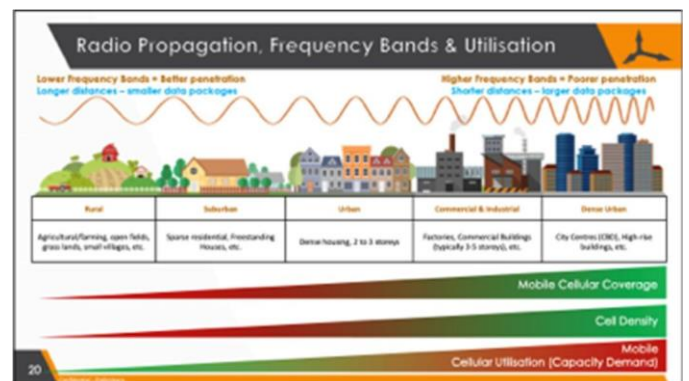 Radio Propagation, Frequency Bands & Utilisation
Lower Frequency Bands = Better penetration
Longer distances – smaller data packages
Higher Frequency Bands = Poorer penetration
Shorter distances – larger data packages
Rural
Suburban
Urban
Commercial & Industrial
Dense Urban
Agricultural/farming, open fields,
grass lands, small villages, etc.
Sparse residential, Freestanding
Houses, etc.
Dense housing, 2 to 3 storeys
Factories, Commercial Buildings
(typically 3-5 storeys), etc.
City Centres (CBD), High-rise
buildings, etc.
Mobile Cellular Coverage
Cell Density
Mobile
Cellular Utilisation (Capacity Demand)
20